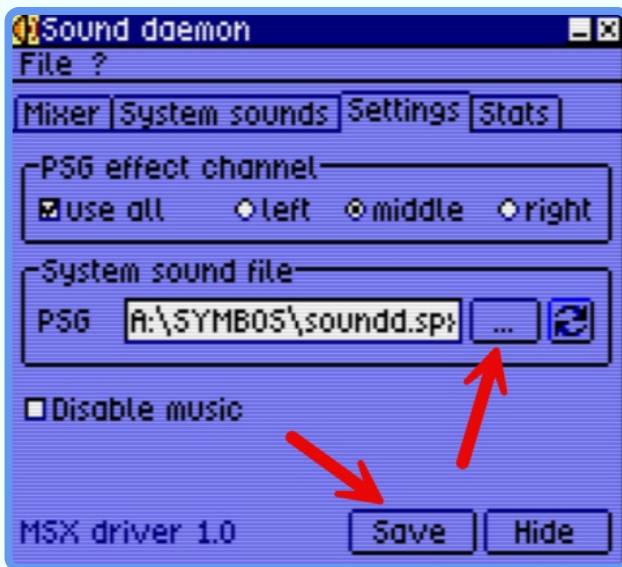 Sound daemon
File ?
Mixer System sounds Settings Stats
PSG effect channel
use all left middle right
System sound file
PSG A:\SYMBOS\soundd.sp ...
Disable music
MSX driver 1.0 Save Hide